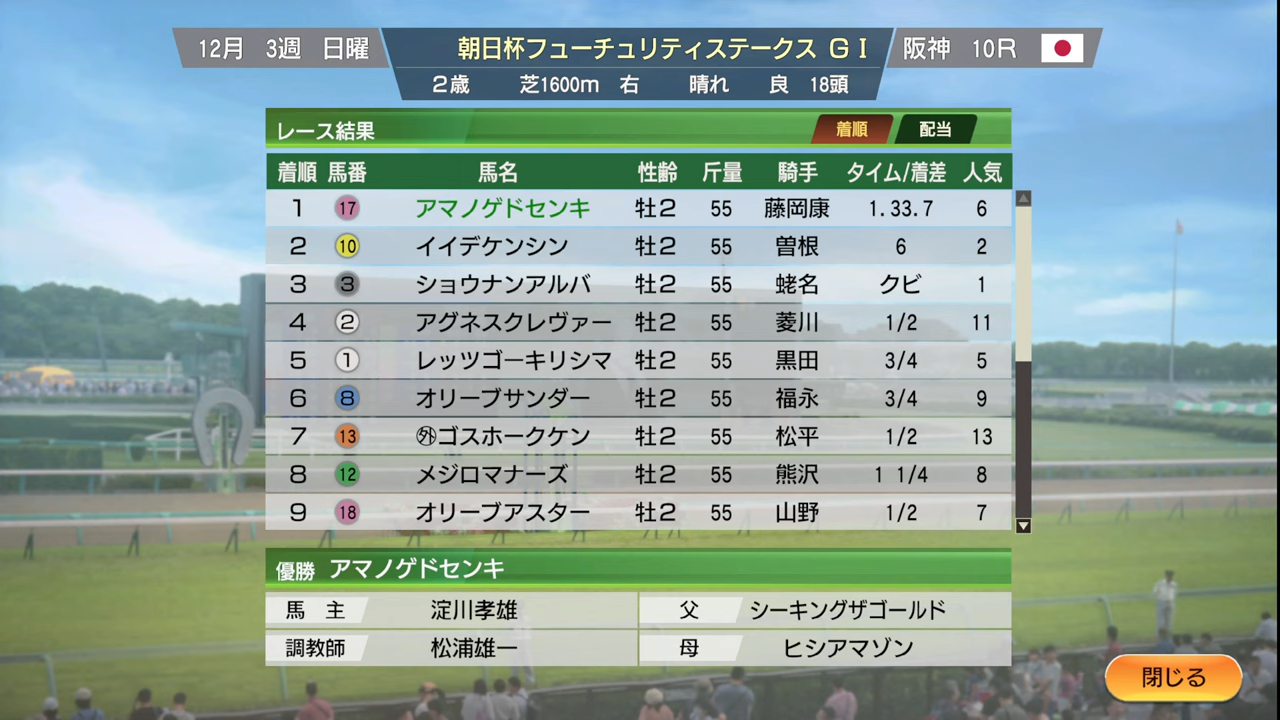 12月 3週 日曜 朝日杯フューチュリティステークス GⅠ 阪神 10R
2歳 芝1600m 右 晴れ 良 18頭
レース結果 着順 配当
着順 馬番 馬名 性齢 斤量 騎手 タイム/着差 人気
1 17 アマノゲドセンキ 牡2 55 藤岡康 1.33.7 6
2 10 イイデケンシン 牡2 55 曽根 6 2
3 3 ショウナンアルバ 牡2 55 蛯名 クビ 1
4 2 アグネスクレヴァー 牡2 55 菱川 1/2 11
5 1 レッツゴーキリシマ 牡2 55 黒田 3/4 5
6 8 オリーブサンダー 牡2 55 福永 3/4 9
7 13 ㊕ゴスホークケン 牡2 55 松平 1/2 13
8 12 メジロマナーズ 牡2 55 熊沢 1 1/4 8
9 18 オリーブアスター 牡2 55 山野 1/2 7
優勝 アマノゲドセンキ
馬主 淀川孝雄 父 シーキングザゴールド
調教師 松浦雄一 母 ヒシアマゾン
閉じる